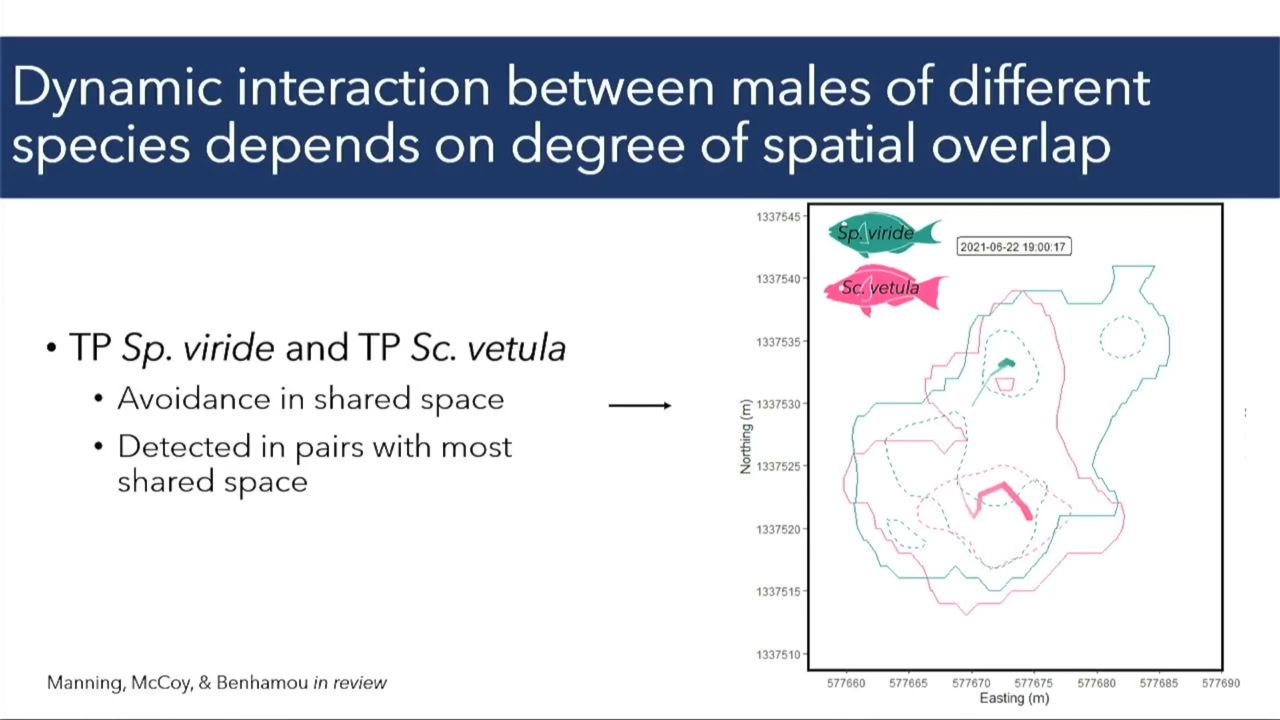 Dynamic interaction between males of different
species depends on degree of spatial overlap
• TP Sp. viride and TP Sc. vetula
• Avoidance in shared space
• Detected in pairs with most
shared space
Manning, McCoy, & Benhamou in review
Sp. viride
Sc. vetula
2021-06-22 19:00:17
Northing (m)
1337545
1337540
1337535
1337530
1337525
1337520
1337515
1337510
577660 577665 577670 577675 577680 577685 577690
Easting (m)